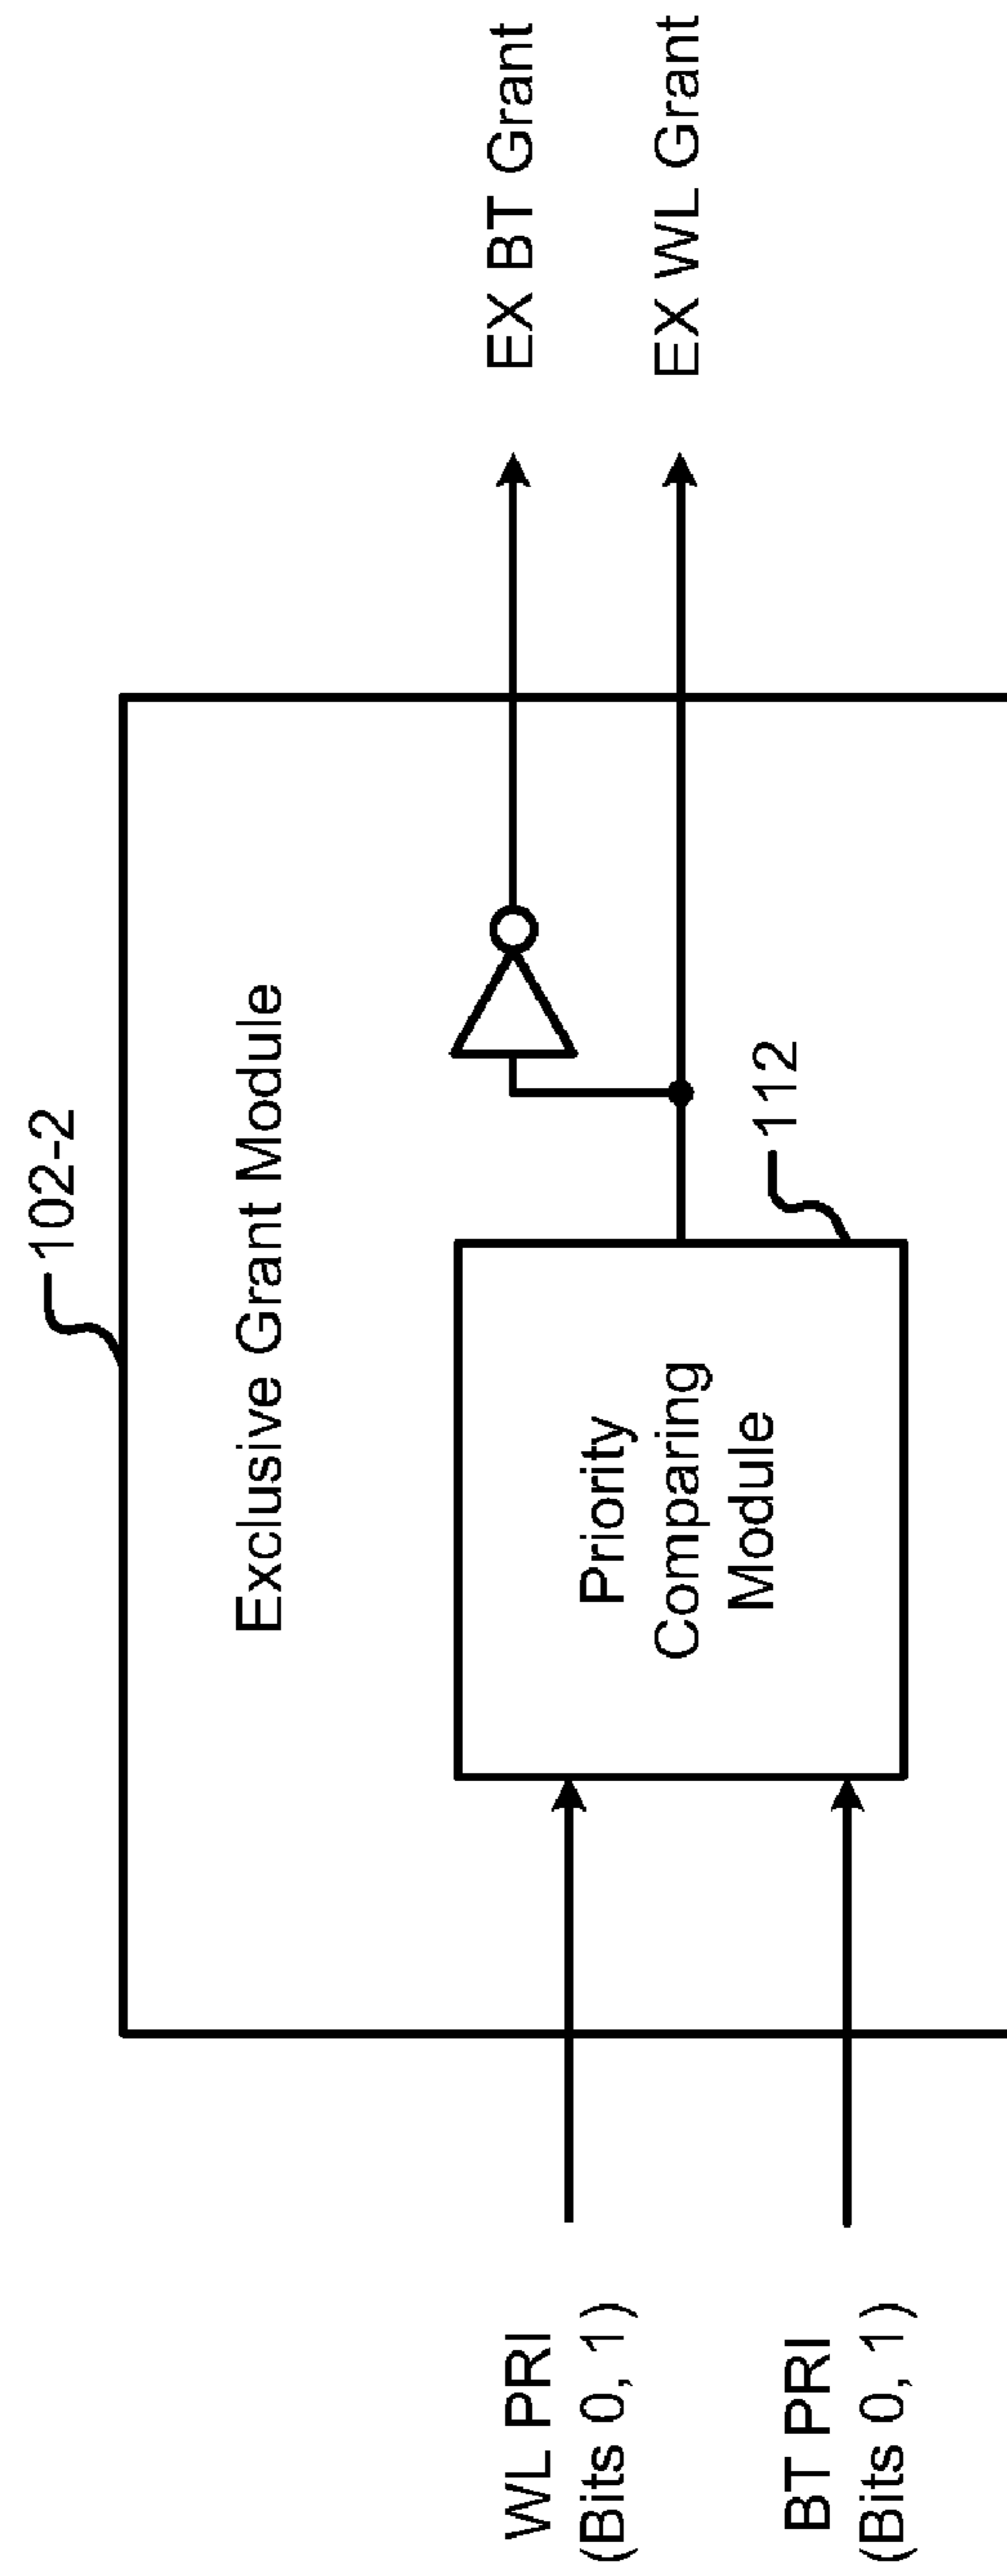 102-2
Exclusive Grant Module
WL PRI
(Bits 0, 1)
BT PRI
(Bits 0, 1)
Priority
Comparing
Module
112
EX BT Grant
EX WL Grant